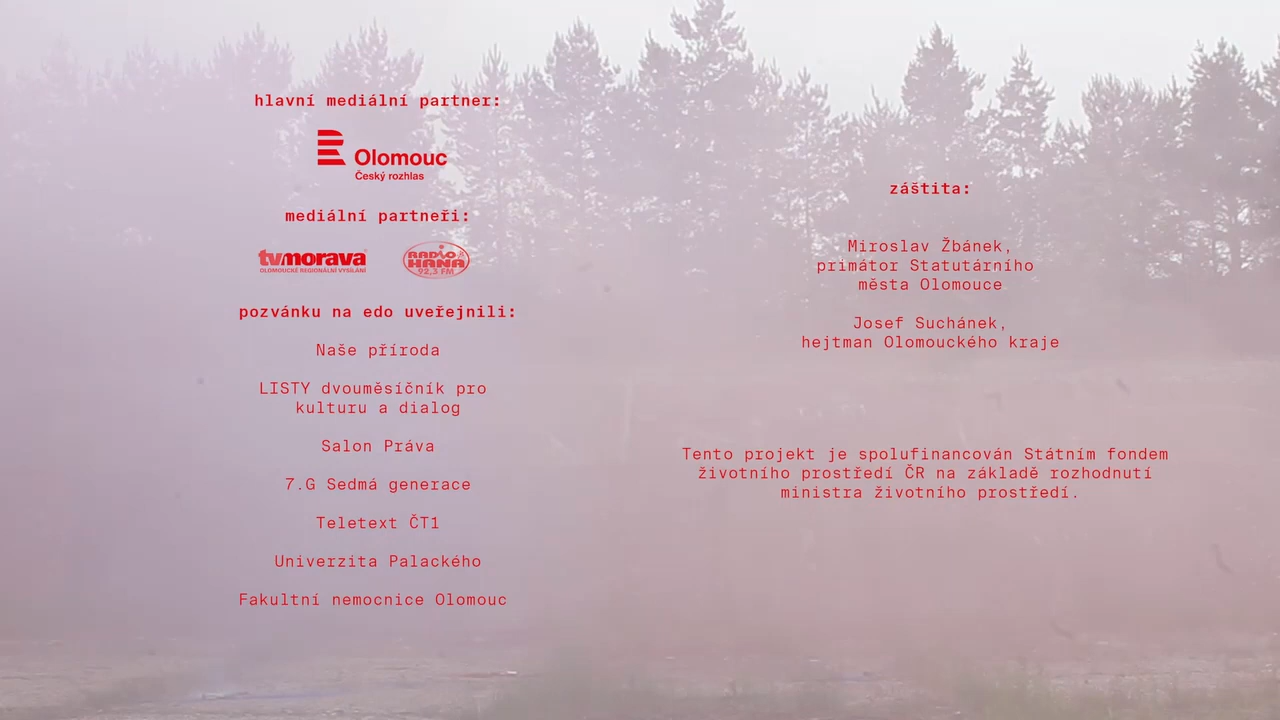 hlavní mediální partner:
Olomouc
Český rozhlas
mediální partneři:
tvmorava
OLOMOUCKÉ REGIONÁLNÍ VYSÍLÁNÍ
RADIO
HANÁ
92,3 FM
pozvánku na edo uveřejnili:
Naše příroda
LISTY dvouměsíčník pro
kulturu a dialog
Salon Práva
7.G Sedmá generace
Teletext ČT1
Univerzita Palackého
Fakultní nemocnice Olomouc
záštita:
Miroslav Žbánek,
primátor Statutárního
města Olomouce
Josef Suchánek,
hejtman Olomouckého kraje
Tento projekt je spolufinancován Státním fondem
životního prostředí ČR na základě rozhodnutí
ministra životního prostředí.